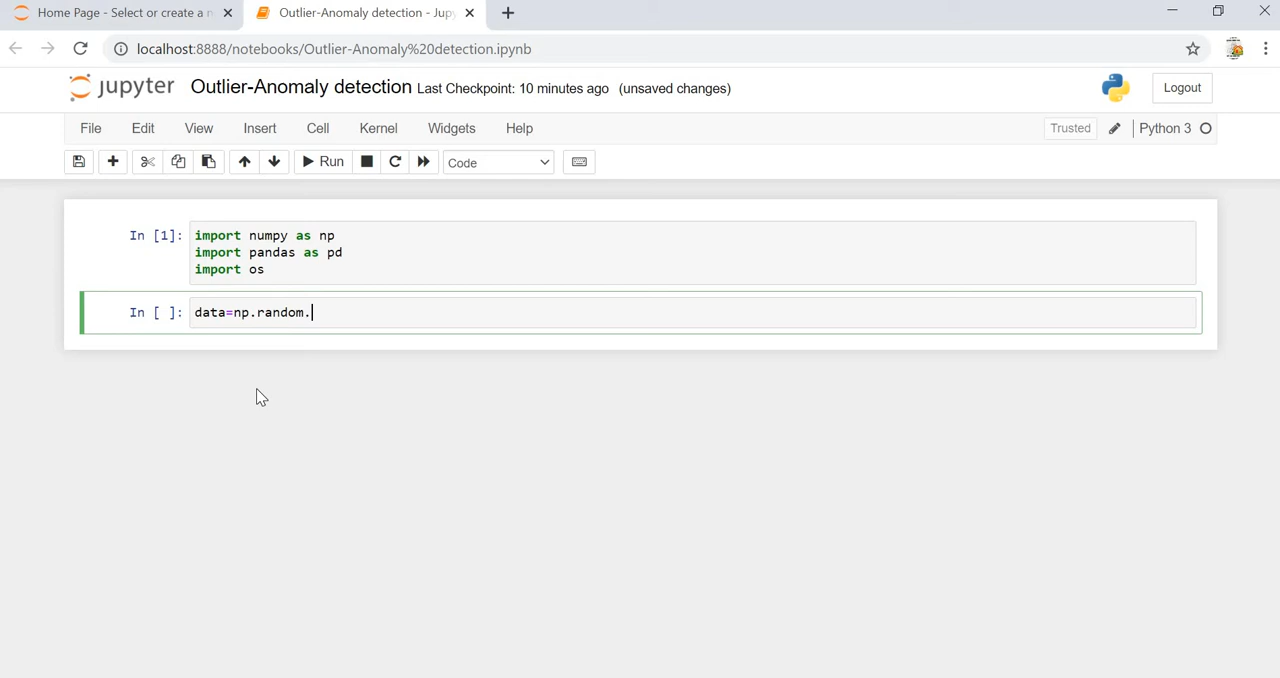 Home Page - Select or create a n
Outlier-Anomaly detection - Jupy
localhost:8888/notebooks/Outlier-Anomaly%20detection.ipynb
jupyter Outlier-Anomaly detection Last Checkpoint: 10 minutes ago (unsaved changes)
Logout
File Edit View Insert Cell Kernel Widgets Help
Trusted Python 3
Run Code
In [1]: import numpy as np
import pandas as pd
import os
In [ ]: data=np.random.